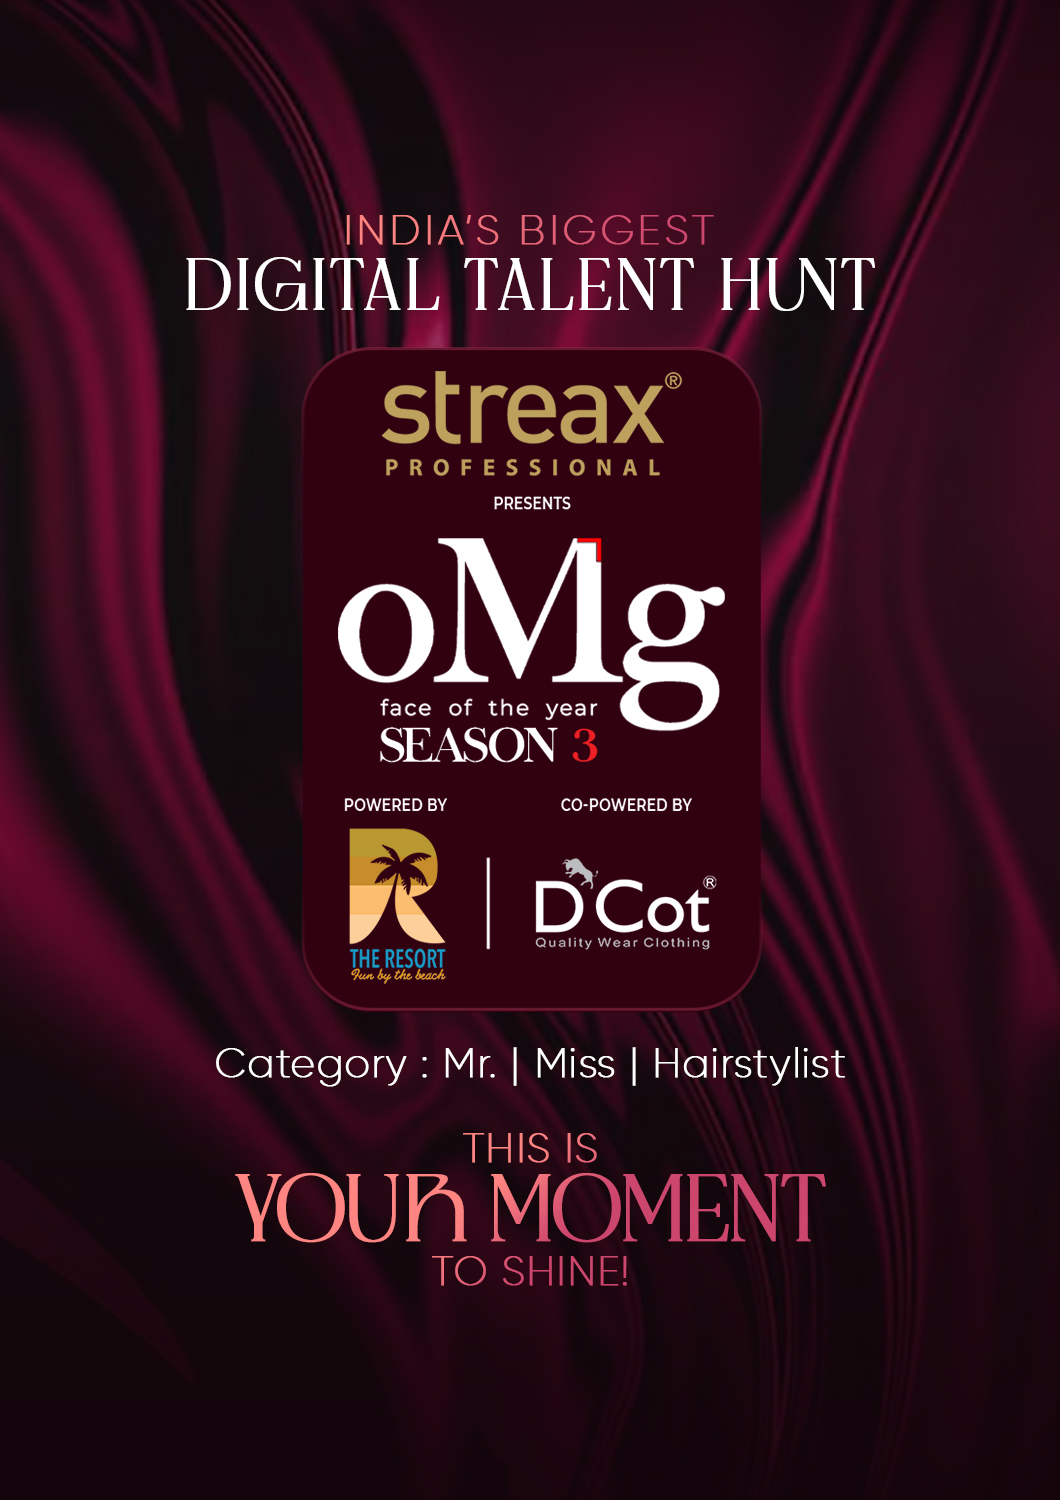 INDIA'S BIGGEST
DIGITAL TALENT HUNT
streax®
PROFESSIONAL
PRESENTS
oMg
face of the year
SEASON 3
POWERED BY
CO-POWERED BY
R
THE RESORT
Fun by the beach
D'Cot®
Quality Wear Clothing
Category : Mr. | Miss | Hairstylist
THIS IS
YOUR MOMENT
TO SHINE!